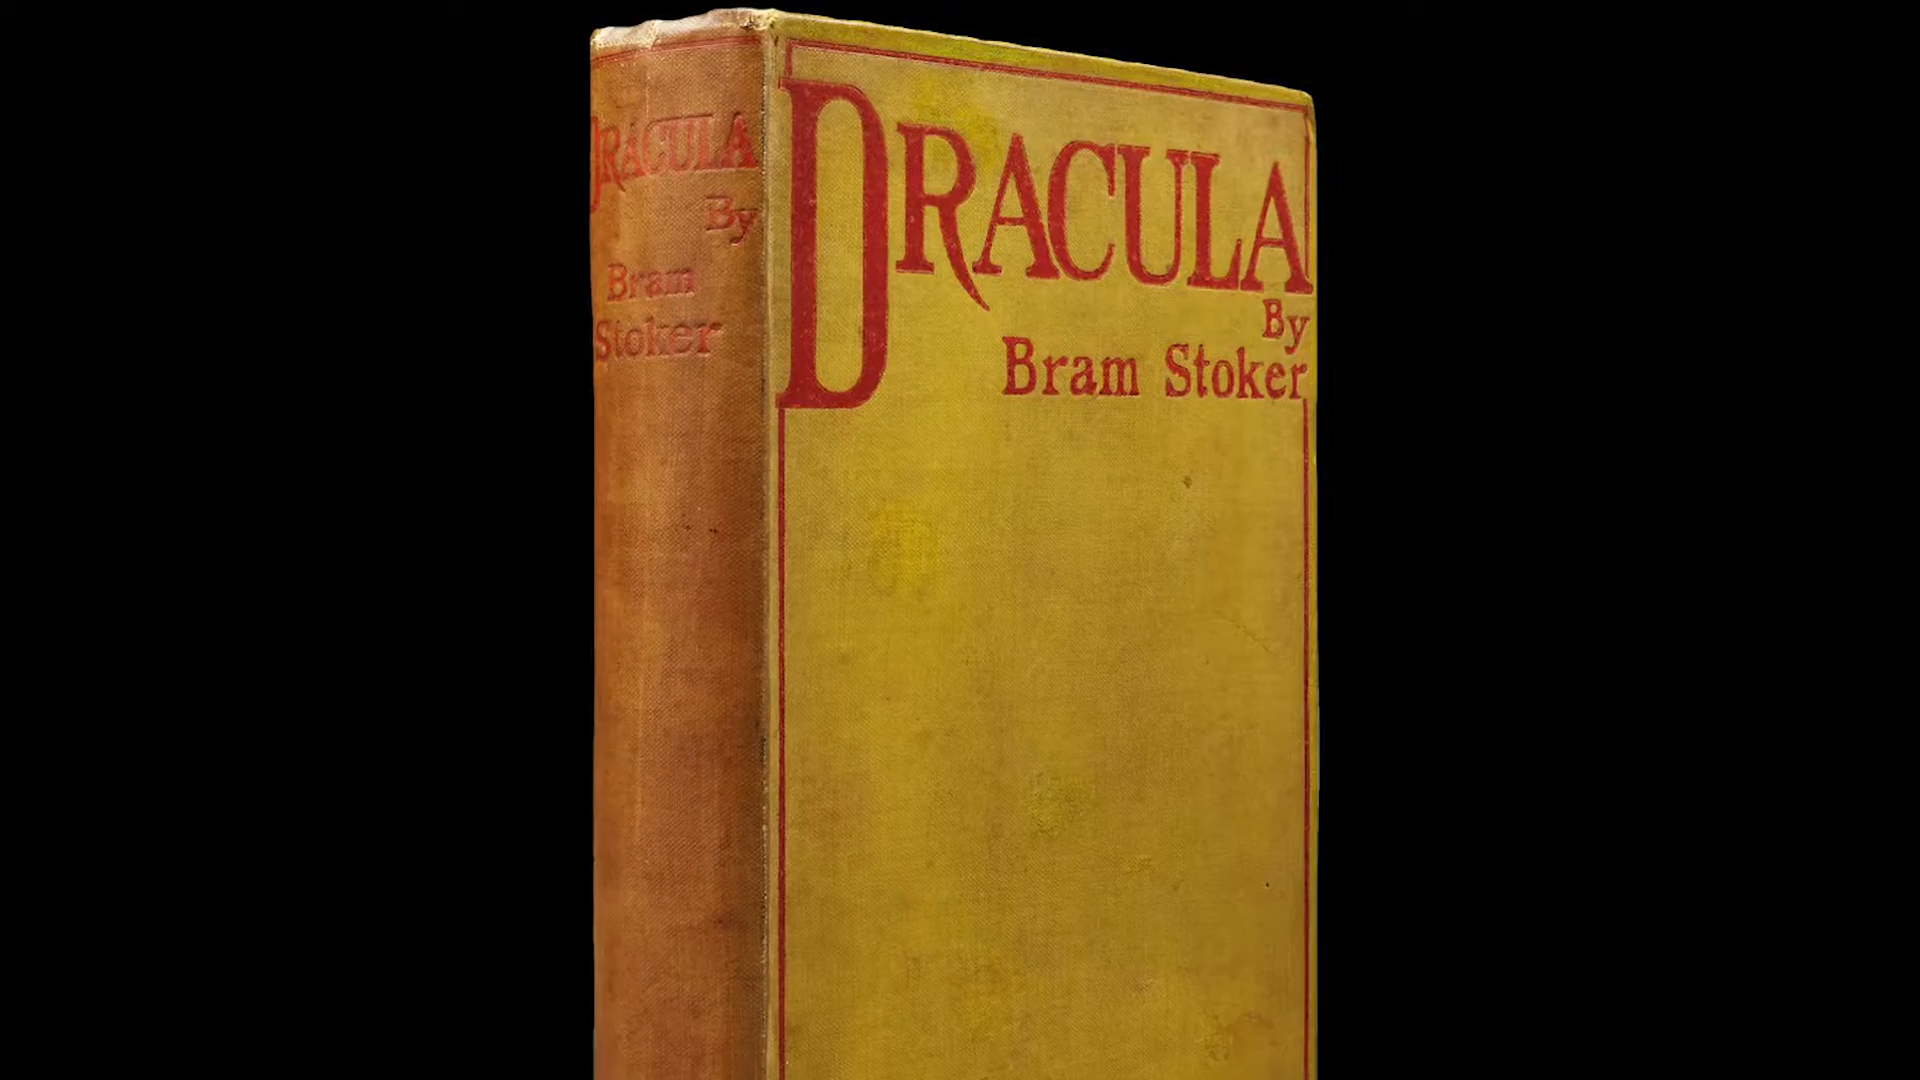 DRACULA
By
Bram
Stoker
DRACULA
By
Bram Stoker